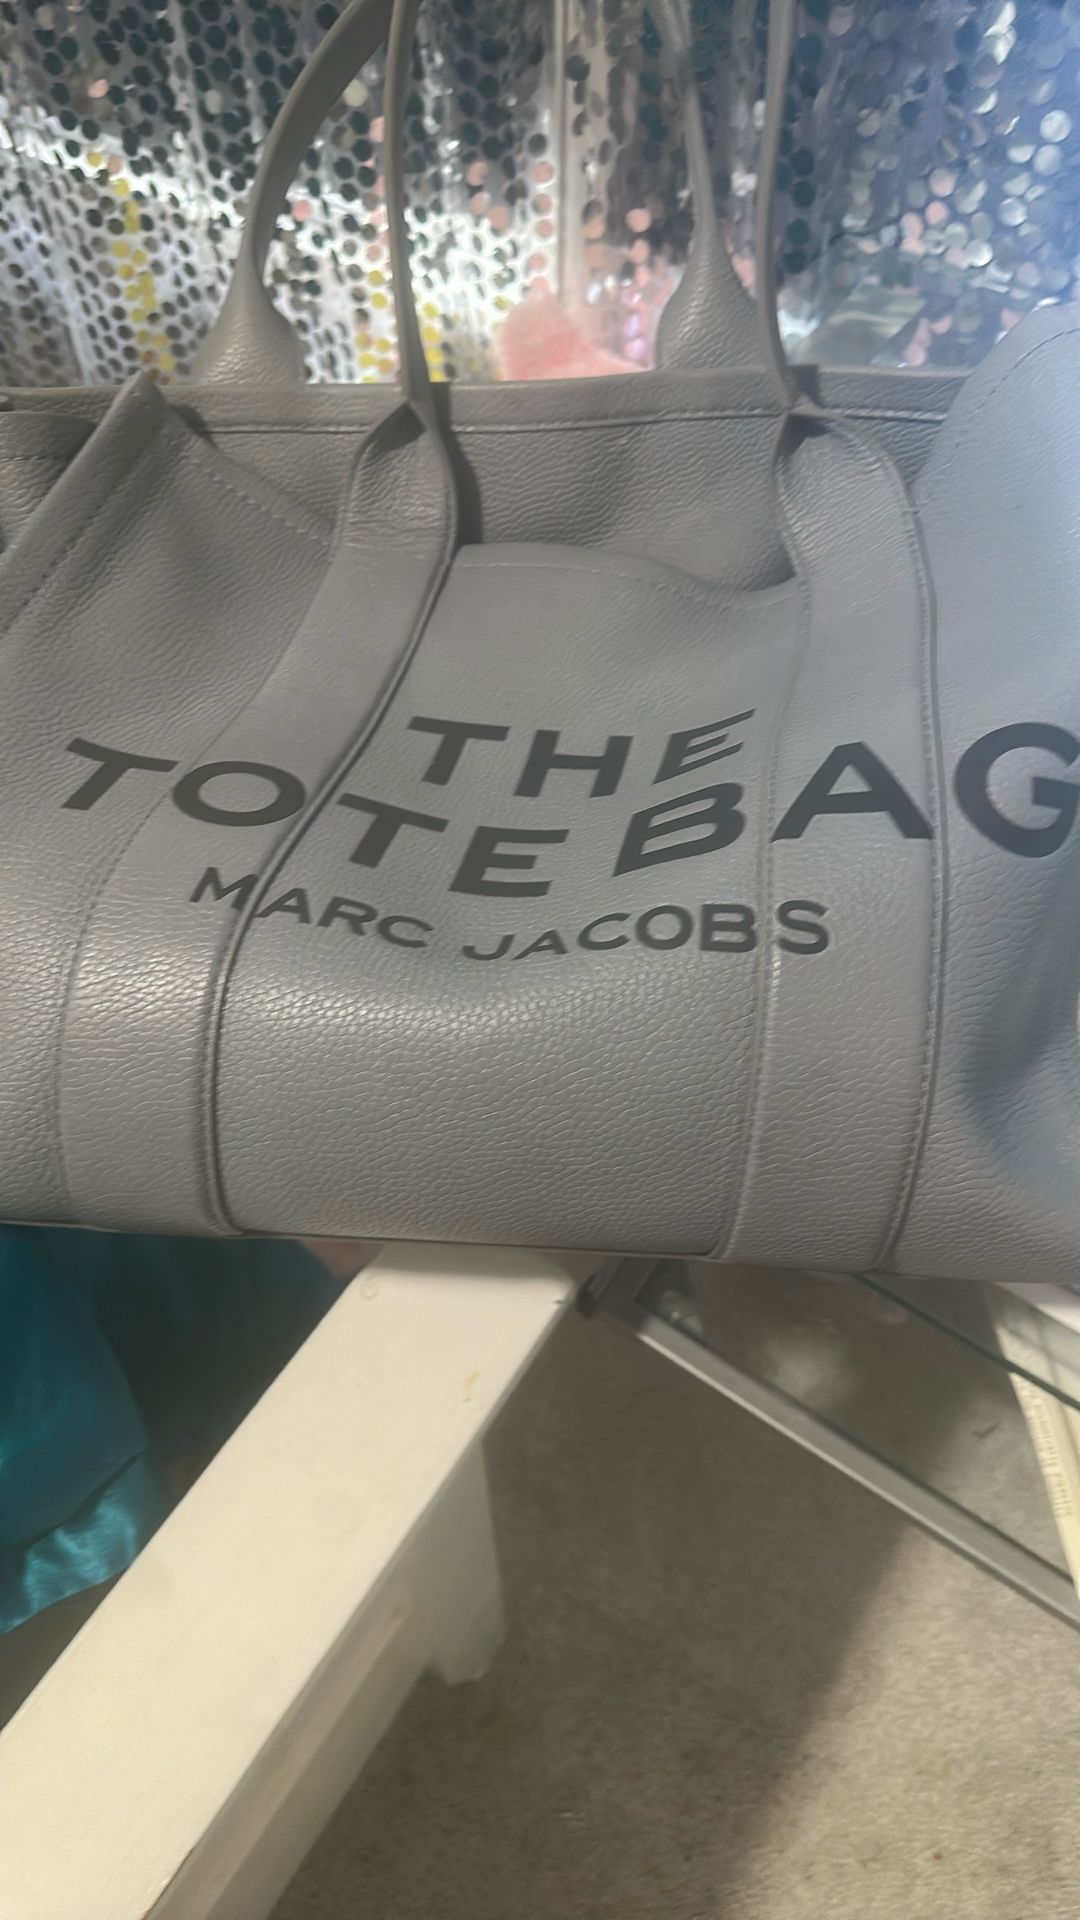 THE
TOTE BAG
MARC JACOBS